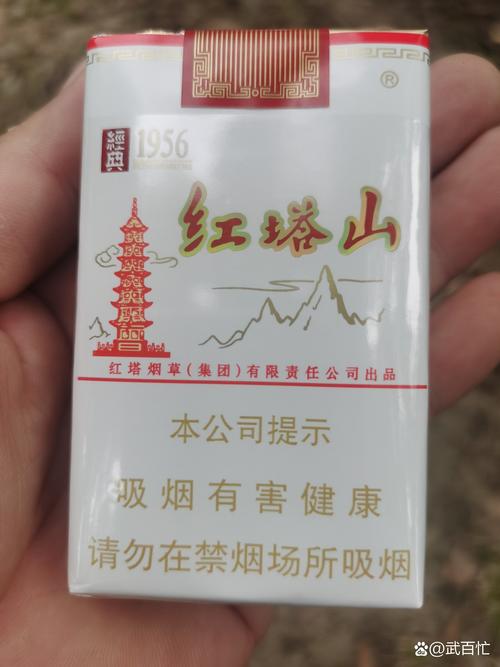 ®
經典 1956
红塔山
红塔烟草(集团)有限责任公司出品
本公司提示
吸烟有害健康
请勿在禁烟场所吸烟
@武百忙